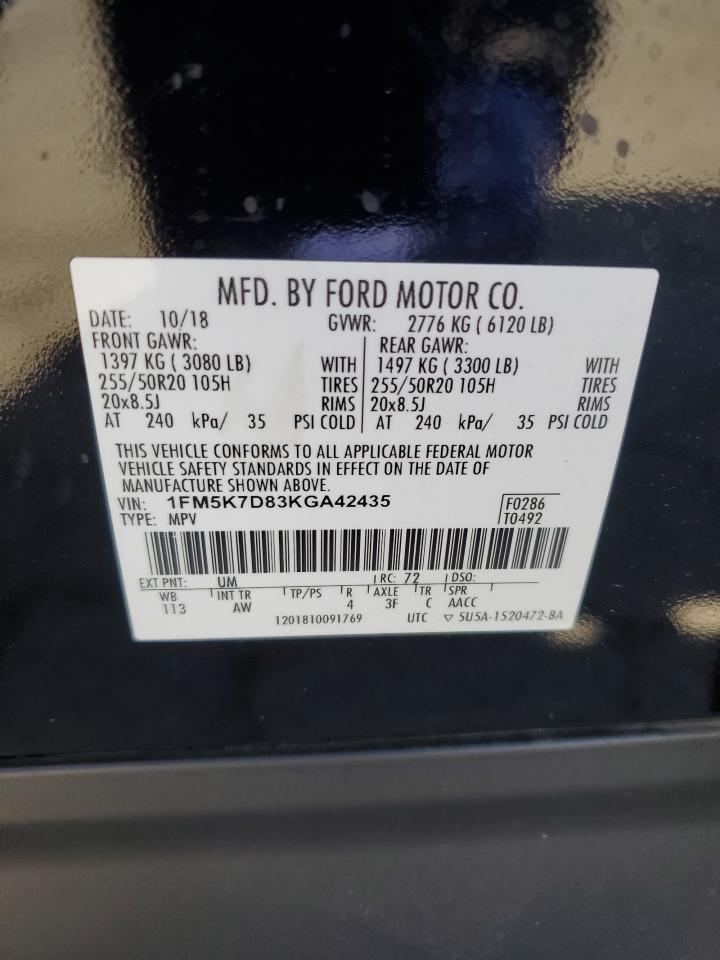 MFD. BY FORD MOTOR CO.
DATE: 10/18 GVWR: 2776 KG ( 6120 LB)
FRONT GAWR: REAR GAWR:
1397 KG ( 3080 LB) WITH 1497 KG ( 3300 LB) WITH
255/50R20 105H TIRES 255/50R20 105H TIRES
20x8.5J RIMS 20x8.5J RIMS
AT 240 kPa/ 35 PSI COLD AT 240 kPa/ 35 PSI COLD
THIS VEHICLE CONFORMS TO ALL APPLICABLE FEDERAL MOTOR
VEHICLE SAFETY STANDARDS IN EFFECT ON THE DATE OF
MANUFACTURE SHOWN ABOVE.
VIN: 1FM5K7D83KGA42435 F0286
TYPE: MPV T0492
EXT PNT: UM RC: 72 DSO:
WB INT TR TP/PS R AXLE TR SPR
113 AW 4 3F C AACC
1201810091769 UTC ▽ 5U5A-1520472-BA